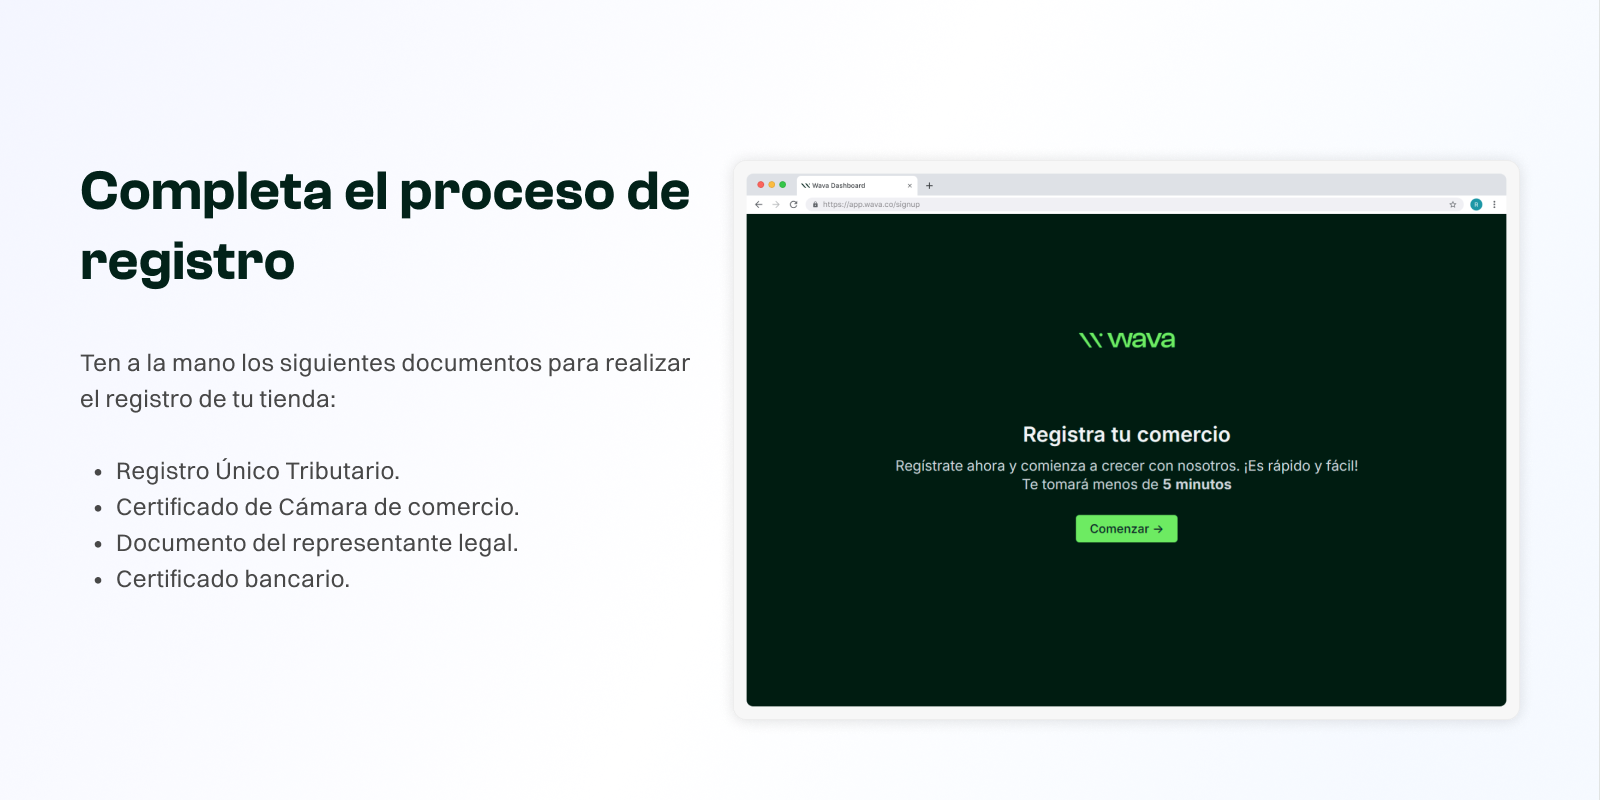 Completa el proceso de
registro
Ten a la mano los siguientes documentos para realizar
el registro de tu tienda:
• Registro Único Tributario.
• Certificado de Cámara de comercio.
• Documento del representante legal.
• Certificado bancario.
Wava Dashboard
https://app.wava.co/signup
wava
Registra tu comercio
Regístrate ahora y comienza a crecer con nosotros. ¡Es rápido y fácil!
Te tomará menos de 5 minutos
Comenzar →